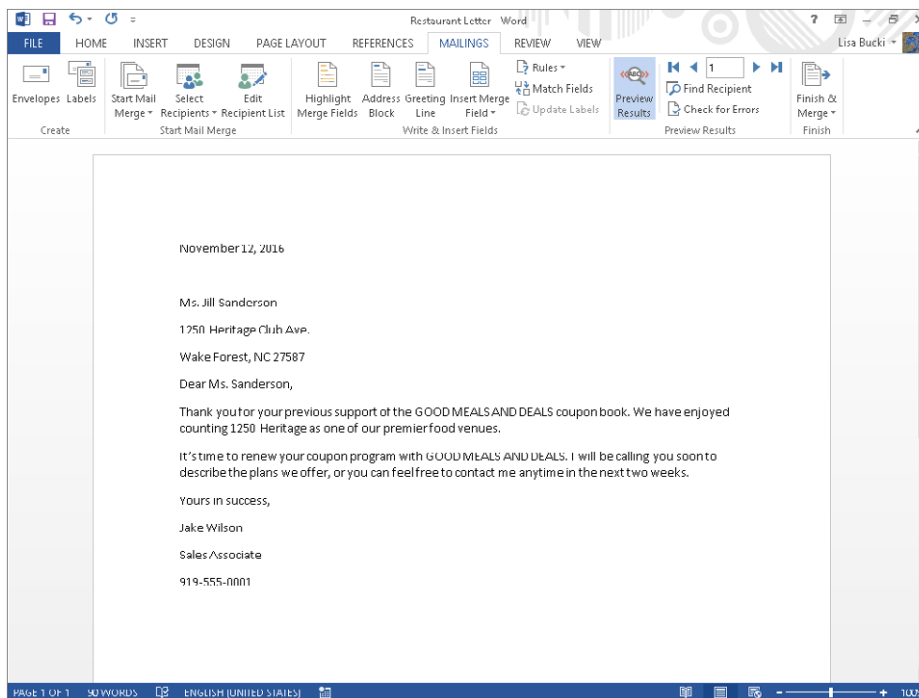 Restaurant Letter Word
?
FILE HOME INSERT DESIGN PAGE LAYOUT REFERENCES MAILINGS REVIEW VIEW Lisa Bucki
Envelopes Labels
Start Mail Merge
Select Recipients
Edit Recipient List
Highlight Merge Fields
Address Block
Greeting Line
Insert Merge Field
Rules
Match Fields
Update Labels
ABC
Preview Results
1
Find Recipient
Check for Errors
Finish & Merge
Create Start Mail Merge Write & Insert Fields Preview Results Finish
November 12, 2016
Ms. Jill Sanderson
1250 Heritage Club Ave.
Wake Forest, NC 27587
Dear Ms. Sanderson,
Thank you for your previous support of the GOOD MEALS AND DEALS coupon book. We have enjoyed
counting 1250 Heritage as one of our premier food venues.
It's time to renew your coupon program with GOOD MEALS AND DEALS. I will be calling you soon to
describe the plans we offer, or you can feel free to contact me anytime in the next two weeks.
Yours in success,
Jake Wilson
Sales Associate
919-555-0001
PAGE 1 OF 1 90 WORDS ENGLISH (UNITED STATES) - + 100